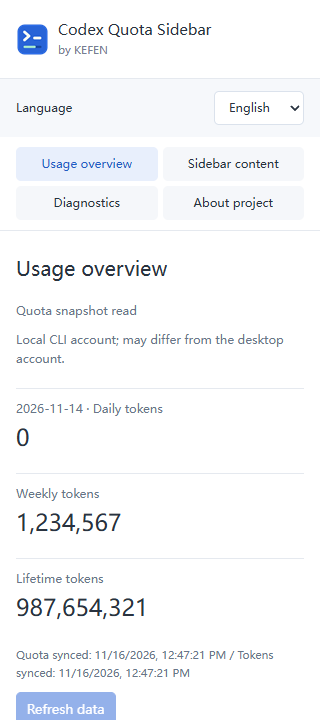 Codex Quota Sidebar
by KEFEN
Language
English
Usage overview
Sidebar content
Diagnostics
About project
Usage overview
Quota snapshot read
Local CLI account; may differ from the desktop
account.
2026-11-14 · Daily tokens
0
Weekly tokens
1,234,567
Lifetime tokens
987,654,321
Quota synced: 11/16/2026, 12:47:21 PM / Tokens
synced: 11/16/2026, 12:47:21 PM
Refresh data